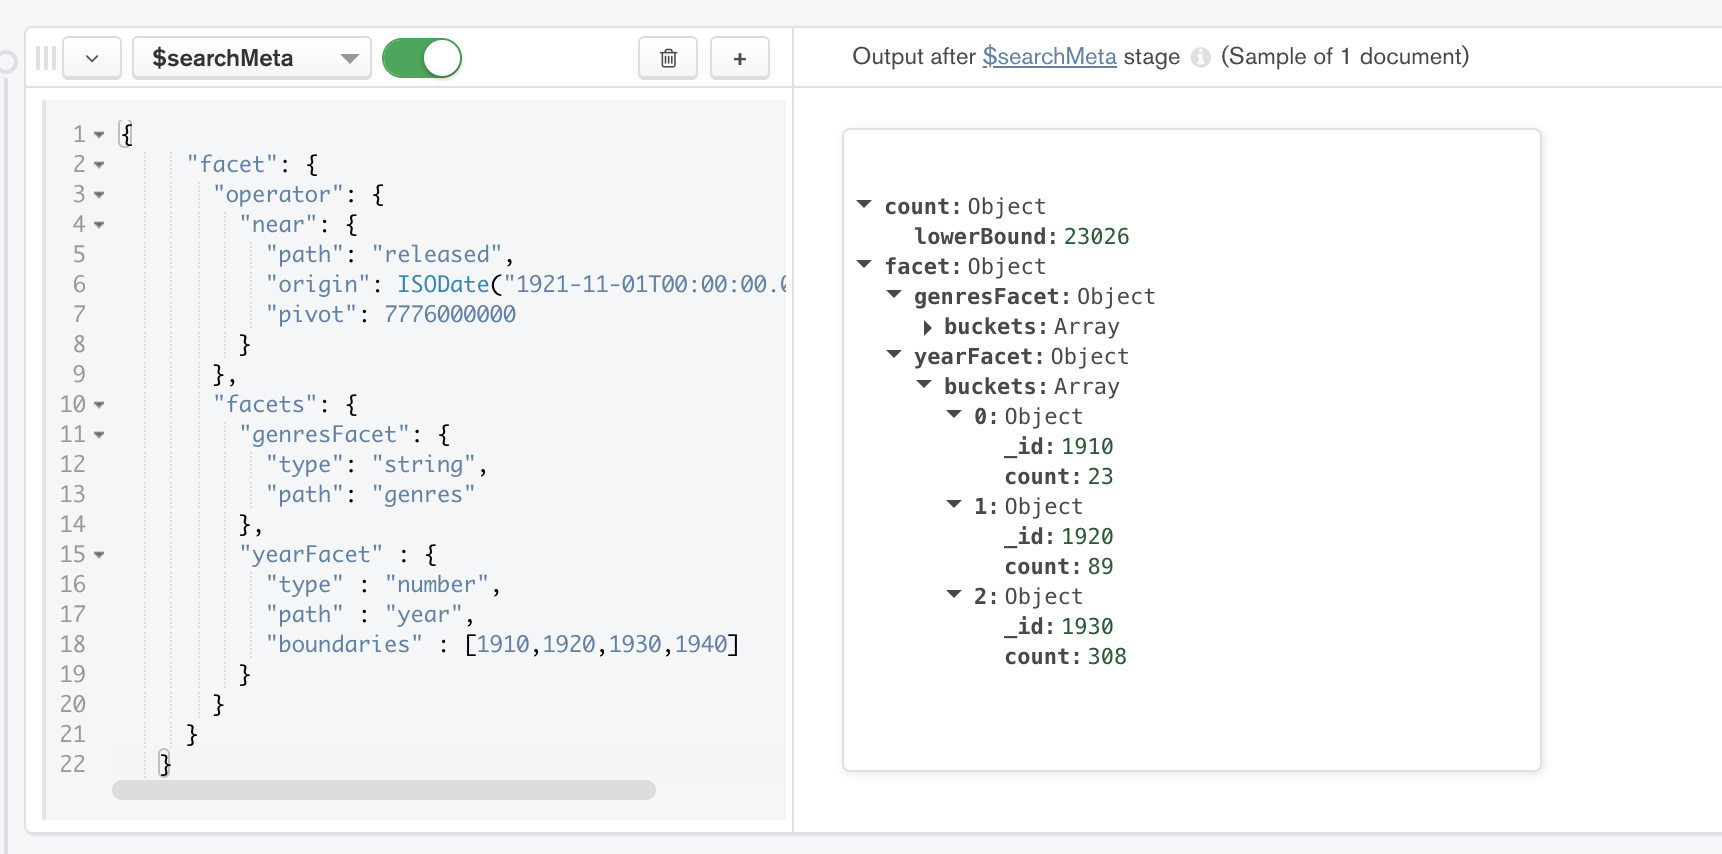 $searchMeta
Output after $searchMeta stage (Sample of 1 document)
1 {
2 "facet": {
3 "operator": {
4 "near": {
5 "path": "released",
6 "origin": ISODate("1921-11-01T00:00:00.0
7 "pivot": 7776000000
8 }
9 },
10 "facets": {
11 "genresFacet": {
12 "type": "string",
13 "path": "genres"
14 },
15 "yearFacet" : {
16 "type" : "number",
17 "path" : "year",
18 "boundaries" : [1910,1920,1930,1940]
19 }
20 }
21 }
22 }
count: Object
lowerBound: 23026
facet: Object
genresFacet: Object
buckets: Array
yearFacet: Object
buckets: Array
0: Object
_id: 1910
count: 23
1: Object
_id: 1920
count: 89
2: Object
_id: 1930
count: 308